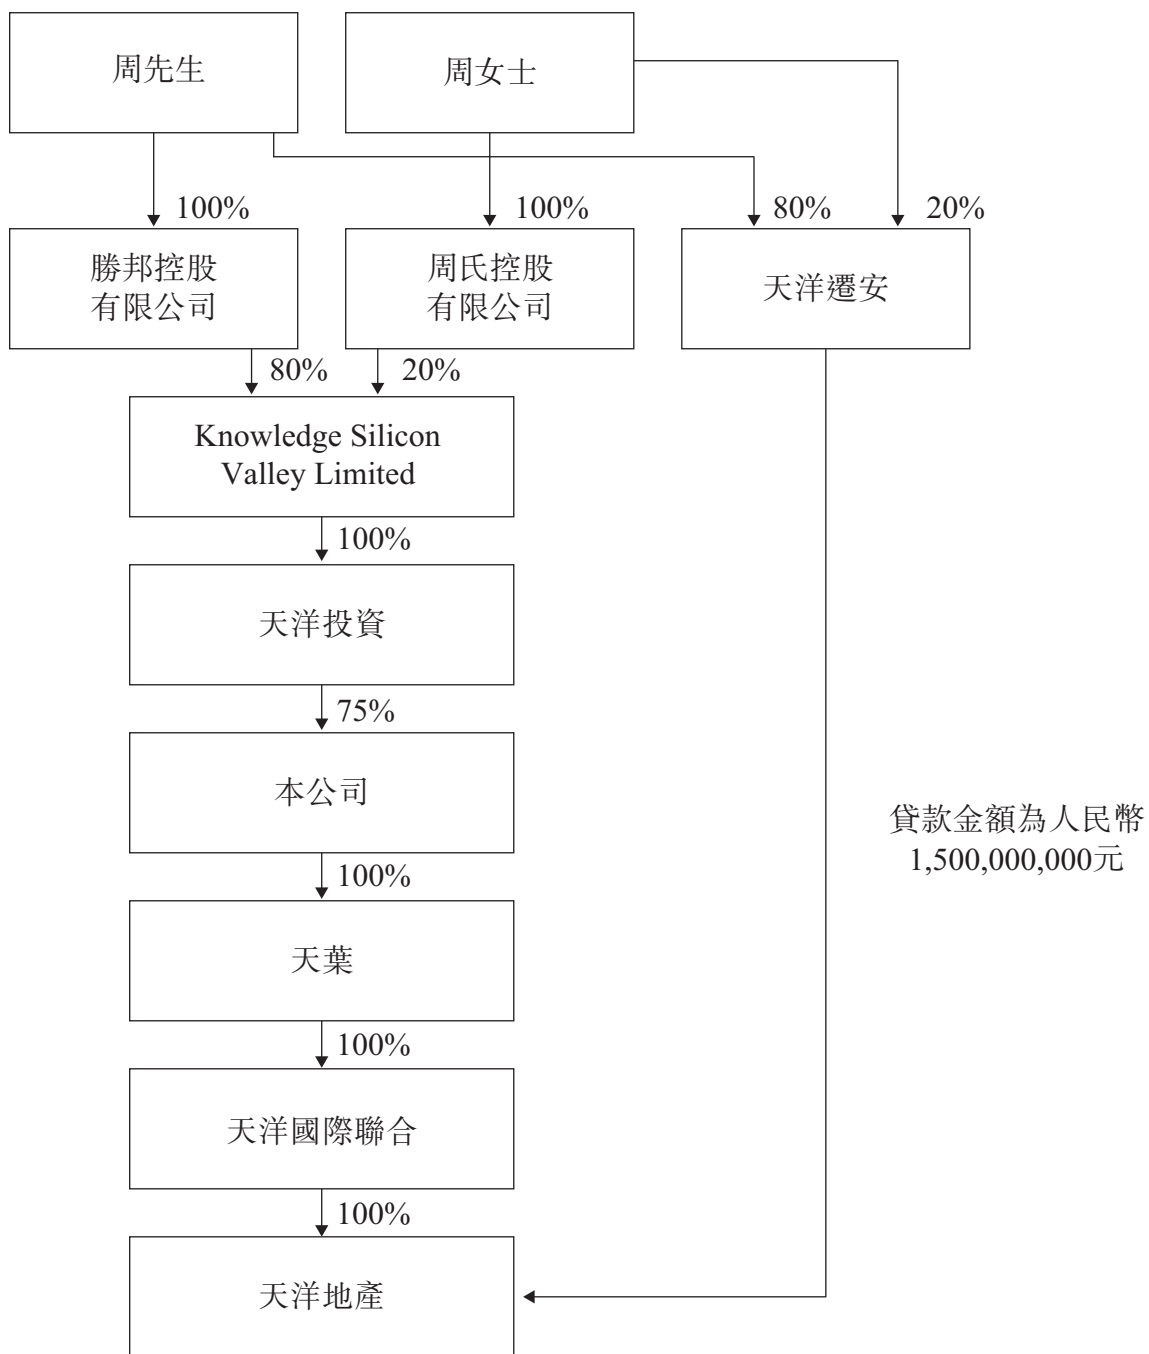 周先生
周女士
100%
100%
80%
20%
勝邦控股
有限公司
周氏控股
有限公司
天洋遷安
80%
20%
Knowledge Silicon
Valley Limited
100%
天洋投資
75%
本公司
貸款金額為人民幣
1,500,000,000元
100%
天葉
100%
天洋國際聯合
100%
天洋地產